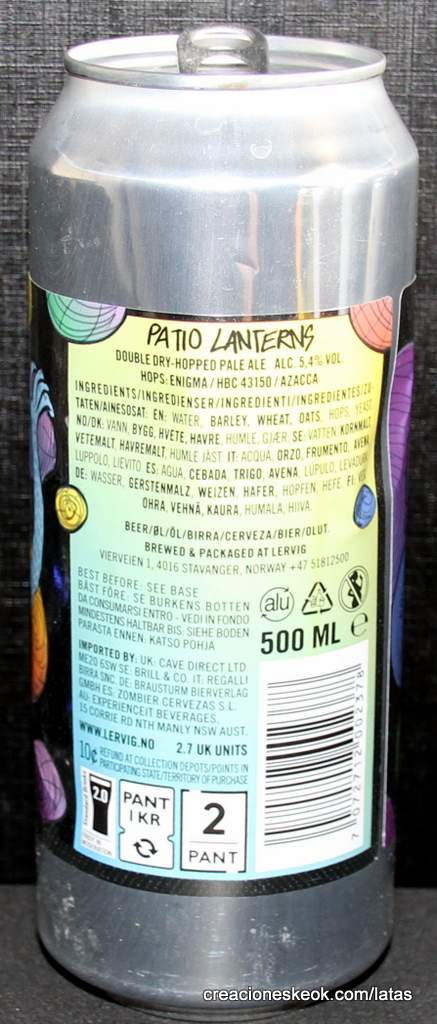 PATIO LANTERNS
DOUBLE DRY-HOPPED PALE ALE ALC. 5,4% VOL.
HOPS: ENIGMA / HBC 43150 / AZACCA
INGREDIENTS/INGREDIENSER/INGREDIENTI/INGREDIENTES/ZU-
TATEN/AINESOSAT: EN: WATER, BARLEY, WHEAT, OATS, HOPS, YEAST
NO/DK: VANN, BYGG, HVETE, HAVRE, HUMLE, GJÆR. SE: VATTEN, KORNMALT,
VETEMALT, HAVREMALT, HUMLE JÄST. IT: ACQUA, ORZO, FRUMENTO, AVENA,
LUPPOLO, LIEVITO. ES: AGUA, CEBADA, TRIGO, AVENA, LUPULO, LEVADURA.
DE: WASSER, GERSTENMALZ, WEIZEN, HAFER, HOPFEN, HEFE. FI:
OHRA, VEHNÄ, KAURA, HUMALA, HIIVA.
BEER/ØL/ÖL/BIRRA/CERVEZA/BIER/OLUT.
BREWED & PACKAGED AT LERVIG
VIERVEIEN 1, 4016 STAVANGER, NORWAY +47 51812500
BEST BEFORE: SEE BASE
BÄST FÖRE: SE BURKENS BOTTEN
DA CONSUMARSI ENTRO - VEDI IN FONDO
MINDESTENS HALTBAR BIS: SIEHE BODEN
PARASTA ENNEN: KATSO POHJA
alu
500 ML ℮
IMPORTED BY: UK: CAVE DIRECT LTD
ME20 6SW SE: BRILL & CO. IT: REGALLI
BIRRA SNC. DE: BRAUSTURM BIERVERLAG
GMBH ES: ZOMBIER CERVEZAS S.L.
AU: EXPERIENCEIT BEVERAGES,
15 CORRIE RD NTH MANLY NSW AUST.
WWW.LERVIG.NO 2.7 UK UNITS
10¢ REFUND AT COLLECTION DEPOTS/POINTS IN
PARTICIPATING STATE/TERRITORY OF PURCHASE
2.0
PANT
1 KR
2
PANT
7 072712 002378
creacioneskeok.com/latas